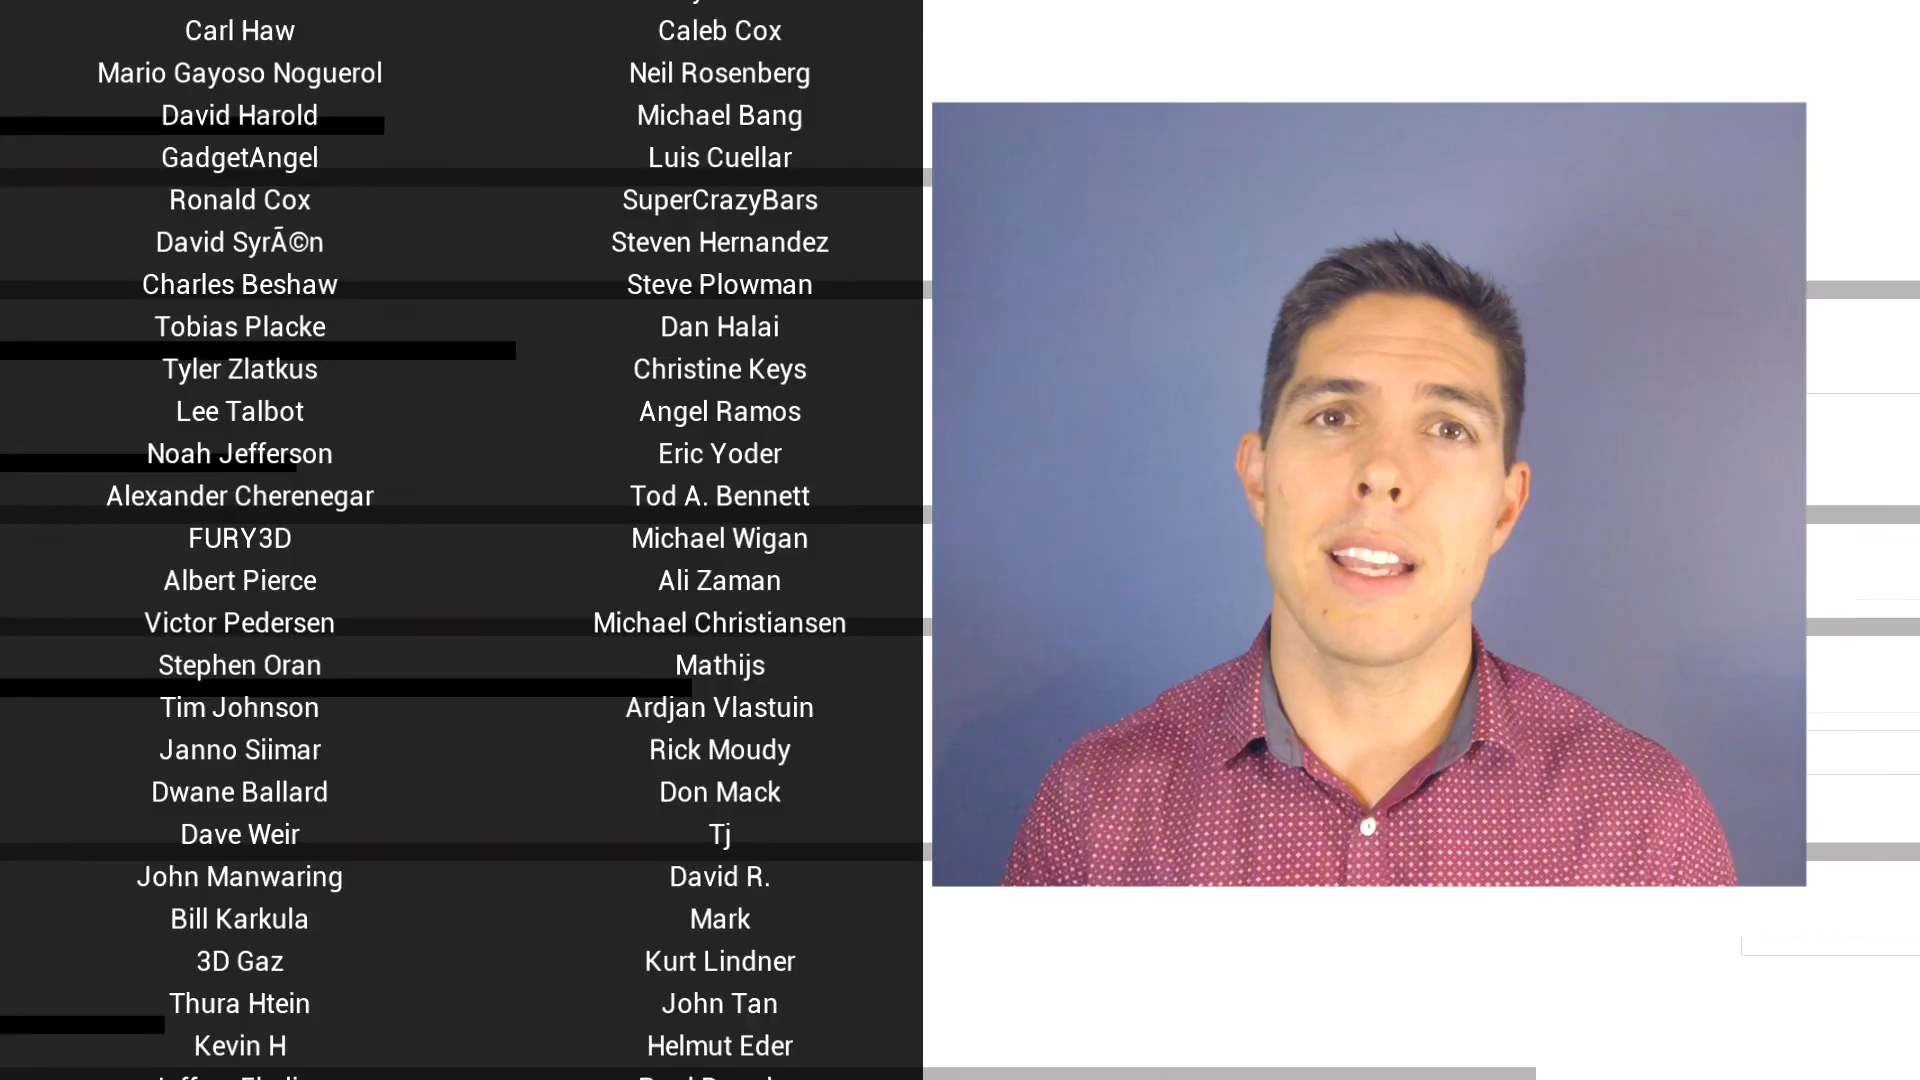 Carl Haw
Mario Gayoso Noguerol
David Harold
GadgetAngel
Ronald Cox
David SyrÃ©n
Charles Beshaw
Tobias Placke
Tyler Zlatkus
Lee Talbot
Noah Jefferson
Alexander Cherenegar
FURY3D
Albert Pierce
Victor Pedersen
Stephen Oran
Tim Johnson
Janno Siimar
Dwane Ballard
Dave Weir
John Manwaring
Bill Karkula
3D Gaz
Thura Htein
Kevin H
Caleb Cox
Neil Rosenberg
Michael Bang
Luis Cuellar
SuperCrazyBars
Steven Hernandez
Steve Plowman
Dan Halai
Christine Keys
Angel Ramos
Eric Yoder
Tod A. Bennett
Michael Wigan
Ali Zaman
Michael Christiansen
Mathijs
Ardjan Vlastuin
Rick Moudy
Don Mack
Tj
David R.
Mark
Kurt Lindner
John Tan
Helmut Eder